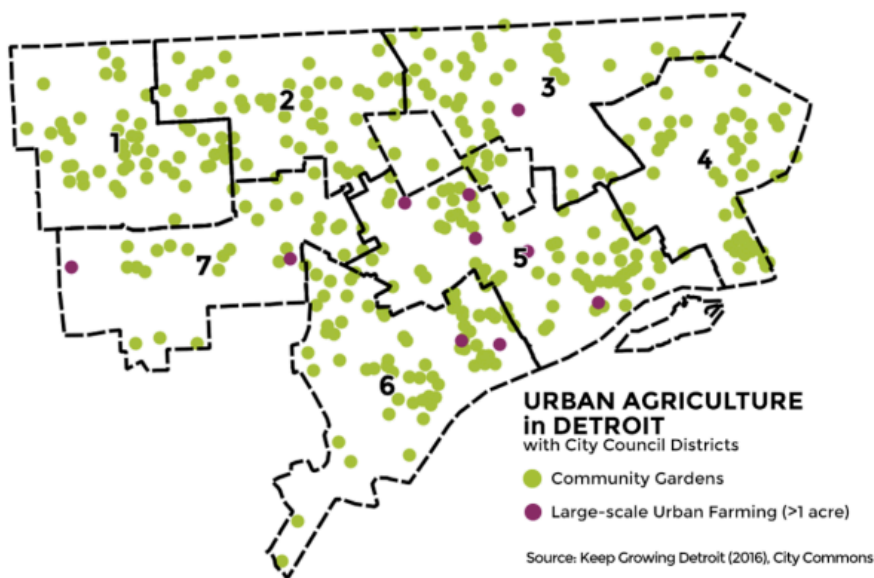 3
2
1
4
5
7
6
URBAN AGRICULTURE
in DETROIT
with City Council Districts
Community Gardens
Large-scale Urban Farming (>1 acre)
Source: Keep Growing Detroit (2016), City Commons